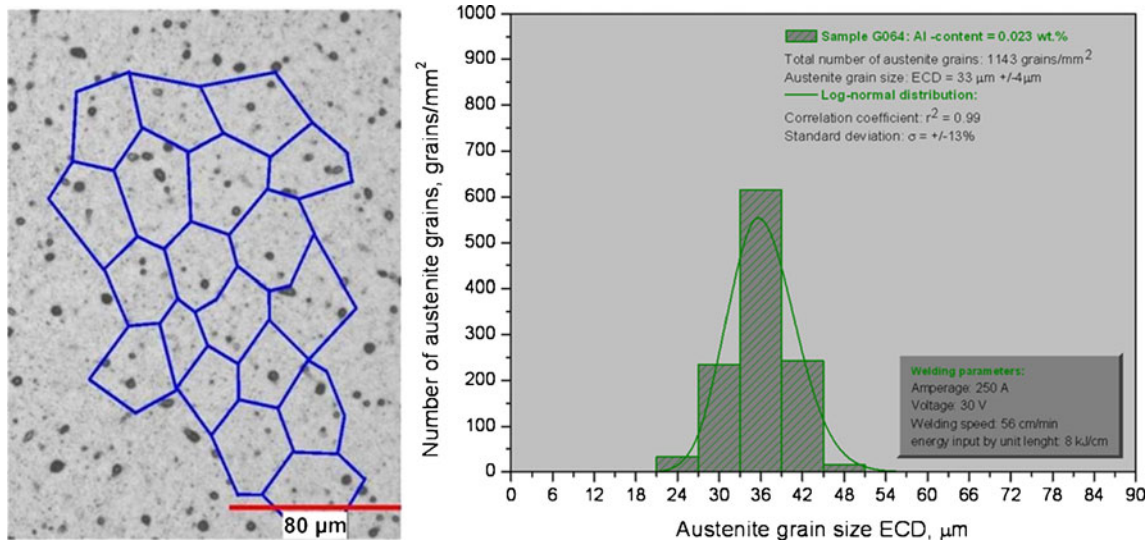 80 µm
Number of austenite grains, grains/mm²
1000
900
800
700
600
500
400
300
200
100
0
0 6 12 18 24 30 36 42 48 54 60 66 72 78 84 90
Austenite grain size ECD, µm
Sample G064: Al -content = 0.023 wt.%
Total number of austenite grains: 1143 grains/mm²
Austenite grain size: ECD = 33 µm +/-4µm
Log-normal distribution:
Correlation coefficient: r² = 0.99
Standard deviation: σ = +/-13%
Welding parameters:
Amperage: 250 A
Voltage: 30 V
Welding speed: 56 cm/min
energy input by unit lenght: 8 kJ/cm